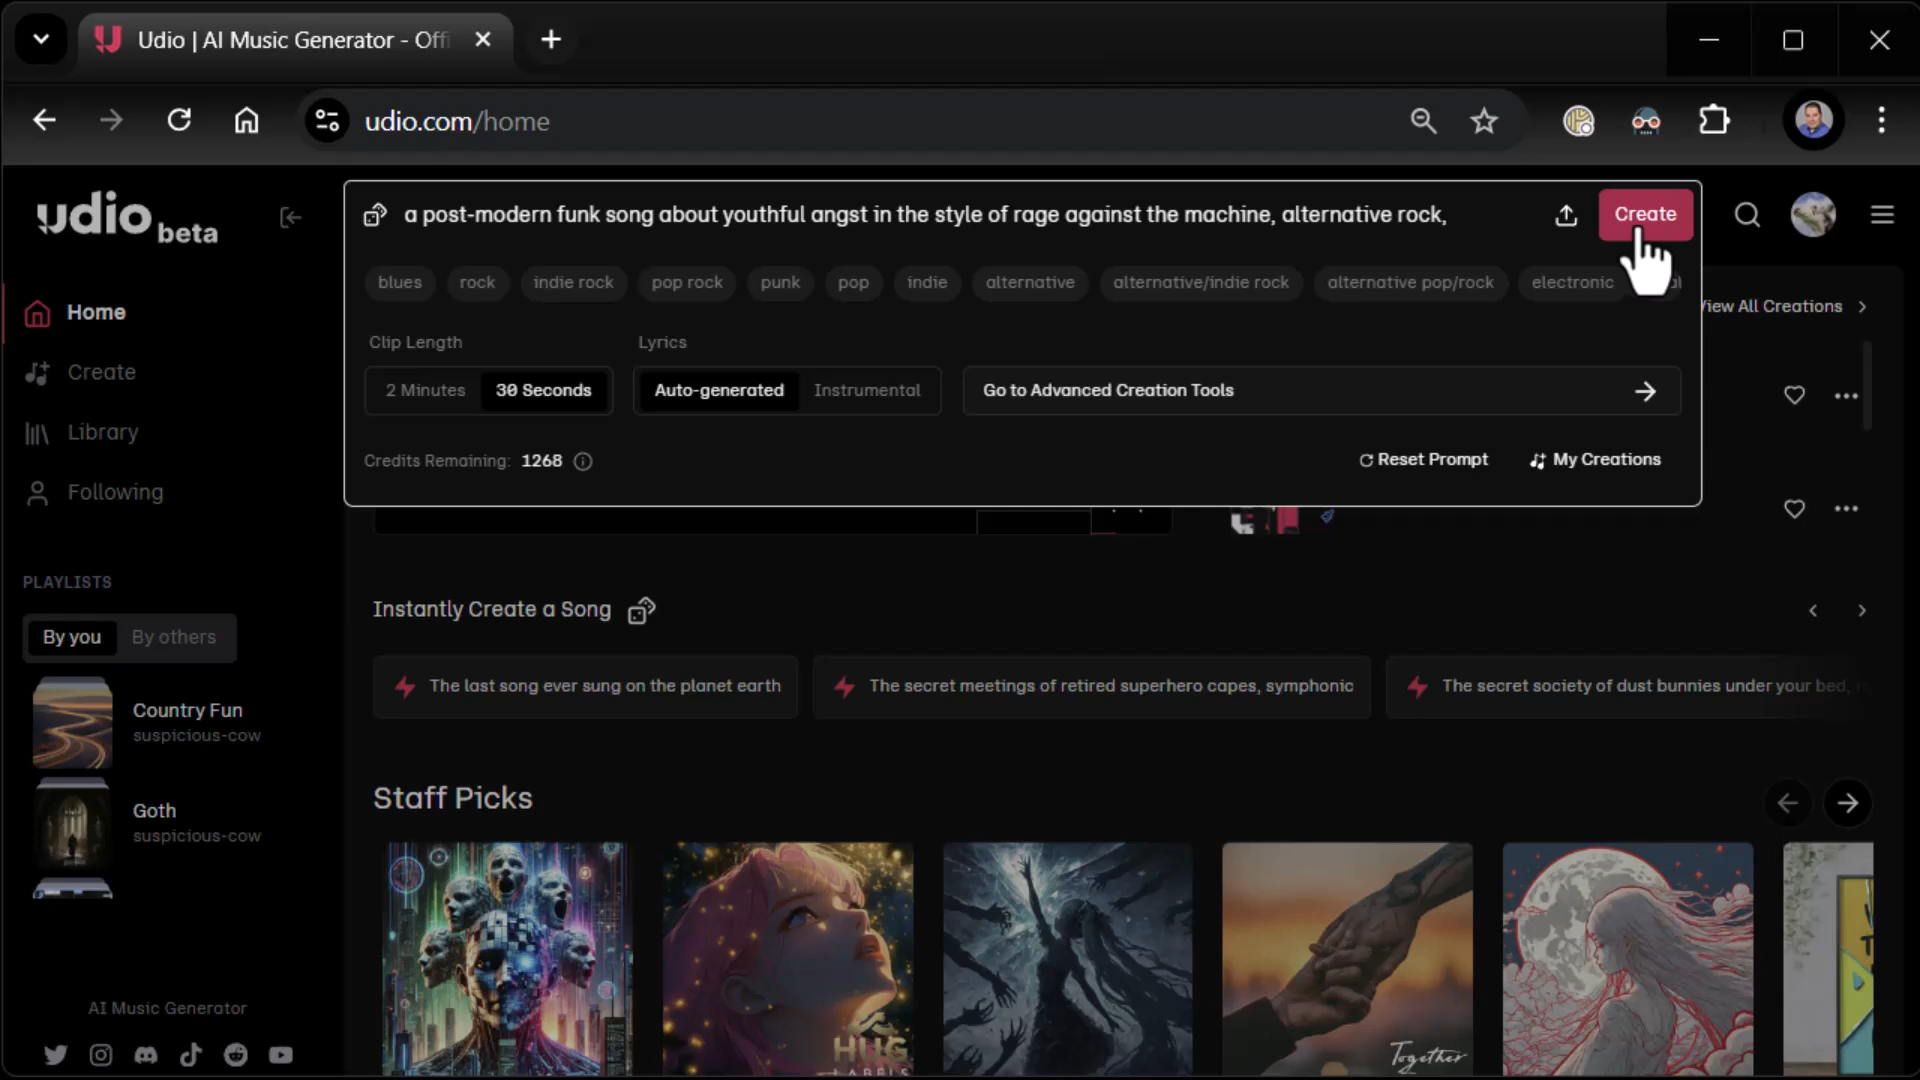 Udio | AI Music Generator - Offi
udio.com/home
udio beta
a post-modern funk song about youthful angst in the style of rage against the machine, alternative rock,
Create
blues
rock
indie rock
pop rock
punk
pop
indie
alternative
alternative/indie rock
alternative pop/rock
electronic
Home
View All Creations
Clip Length
Lyrics
Create
2 Minutes
30 Seconds
Auto-generated
Instrumental
Go to Advanced Creation Tools
Library
Credits Remaining: 1268
Reset Prompt
My Creations
Following
PLAYLISTS
Instantly Create a Song
By you
By others
The last song ever sung on the planet earth
The secret meetings of retired superhero capes, symphonic
The secret society of dust bunnies under your bed,
Country Fun
suspicious-cow
Staff Picks
Goth
suspicious-cow
HUG
LABELS
Together
AI Music Generator